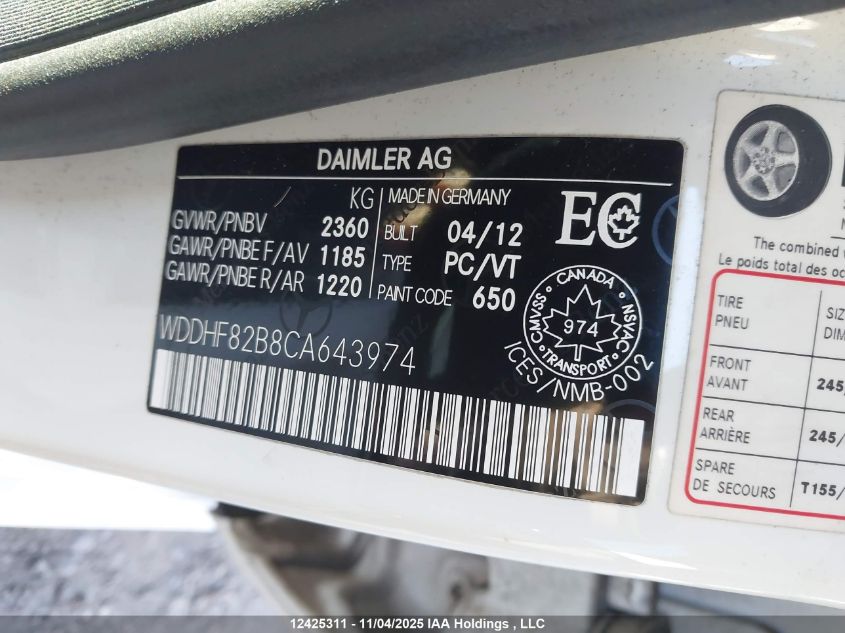 DAIMLER AG
KG
GVWR/PNBV 2360
GAWR/PNBE F/AV 1185
GAWR/PNBE R/AR 1220
MADE IN GERMANY
BUILT 04/12
TYPE PC/VT
PAINT CODE 650
EC
CANADA
CMVSS
NSVAC
974
TRANSPORT
ICES/NMB-002
WDDHF82B8CA643974
The combined
Le poids total des oc
TIRE
PNEU
SIZ
DIM
FRONT
AVANT
245
REAR
ARRIÈRE
245/
SPARE
DE SECOURS
T155/
12425311 - 11/04/2025 IAA Holdings , LLC